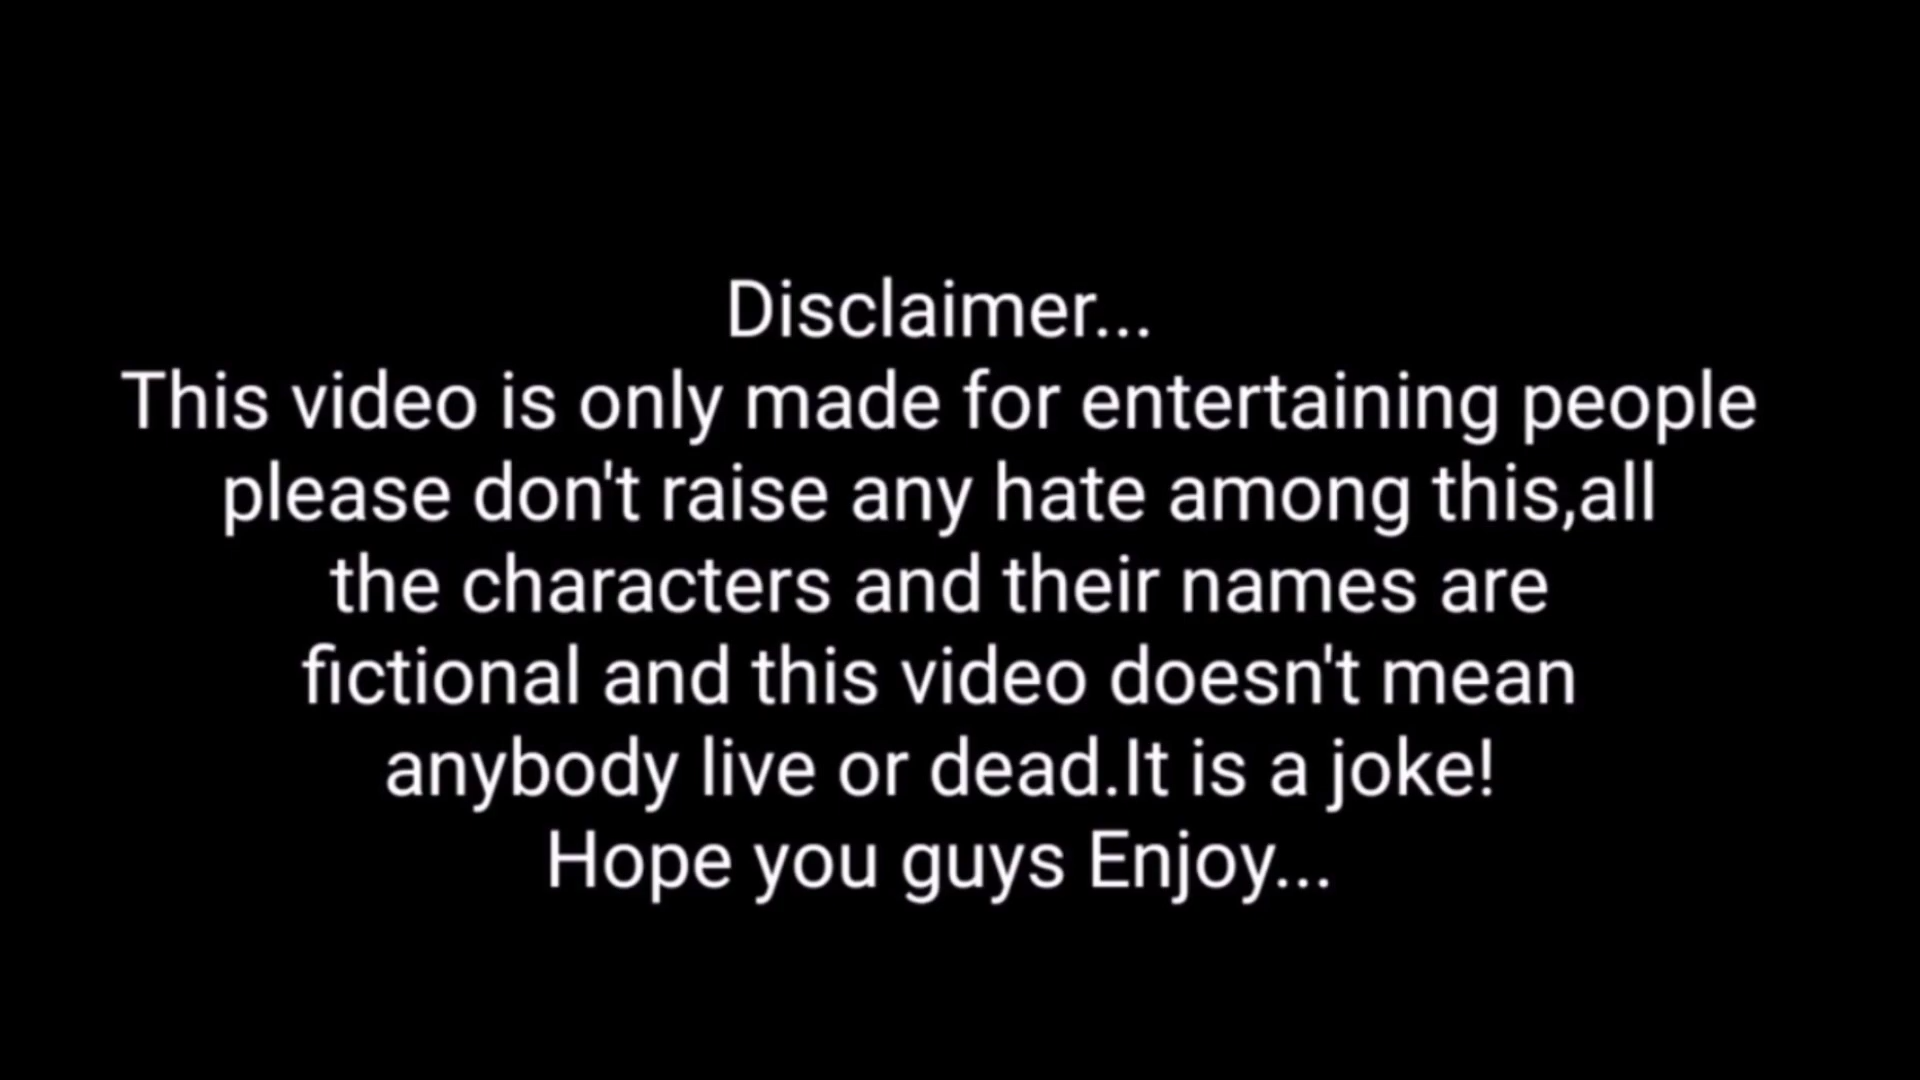 Disclaimer...
This video is only made for entertaining people
please don't raise any hate among this,all
the characters and their names are
fictional and this video doesn't mean
anybody live or dead.It is a joke!
Hope you guys Enjoy...